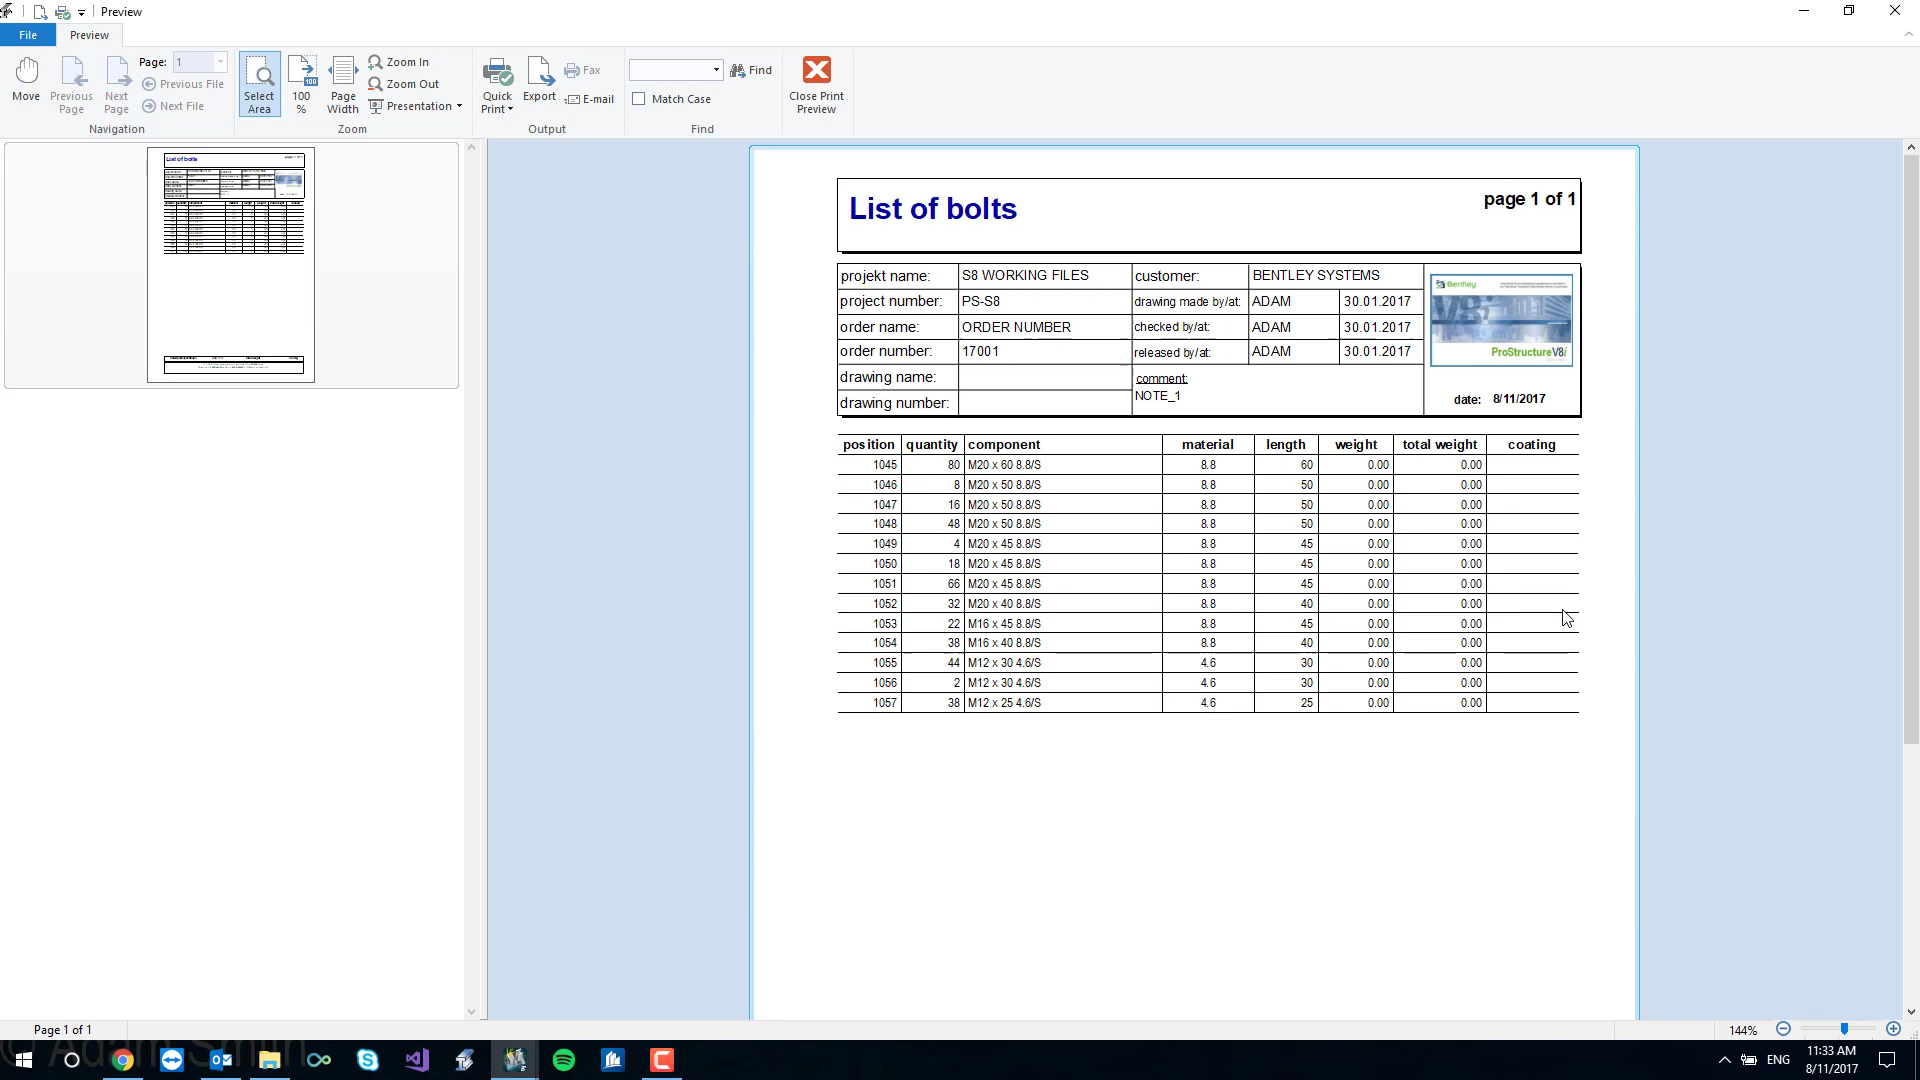 Preview
File Preview
Move Previous Page Next Page Page: 1 Previous File Next File
Navigation
Select Area 100 % Page Width Zoom In Zoom Out Presentation
Zoom
Quick Print Export Fax E-mail
Output
Find Match Case
Find
Close Print Preview
List of bolts
page 1 of 1
projekt name: S8 WORKING FILES customer: BENTLEY SYSTEMS
project number: PS-S8 drawing made by/at: ADAM 30.01.2017
order name: ORDER NUMBER checked by/at: ADAM 30.01.2017
order number: 17001 released by/at: ADAM 30.01.2017
drawing name: comment:
drawing number: NOTE_1
Bentley
ProStructure V8i
date: 8/11/2017
position quantity component material length weight total weight coating
1045 80 M20 x 60 8.8/S 8.8 60 0.00 0.00
1046 8 M20 x 50 8.8/S 8.8 50 0.00 0.00
1047 16 M20 x 50 8.8/S 8.8 50 0.00 0.00
1048 48 M20 x 50 8.8/S 8.8 50 0.00 0.00
1049 4 M20 x 45 8.8/S 8.8 45 0.00 0.00
1050 18 M20 x 45 8.8/S 8.8 45 0.00 0.00
1051 66 M20 x 45 8.8/S 8.8 45 0.00 0.00
1052 32 M20 x 40 8.8/S 8.8 40 0.00 0.00
1053 22 M16 x 45 8.8/S 8.8 45 0.00 0.00
1054 38 M16 x 40 8.8/S 8.8 40 0.00 0.00
1055 44 M12 x 30 4.6/S 4.6 30 0.00 0.00
1056 2 M12 x 30 4.6/S 4.6 30 0.00 0.00
1057 38 M12 x 25 4.6/S 4.6 25 0.00 0.00
Page 1 of 1
144%
© Adam Smith
ENG
11:33 AM
8/11/2017